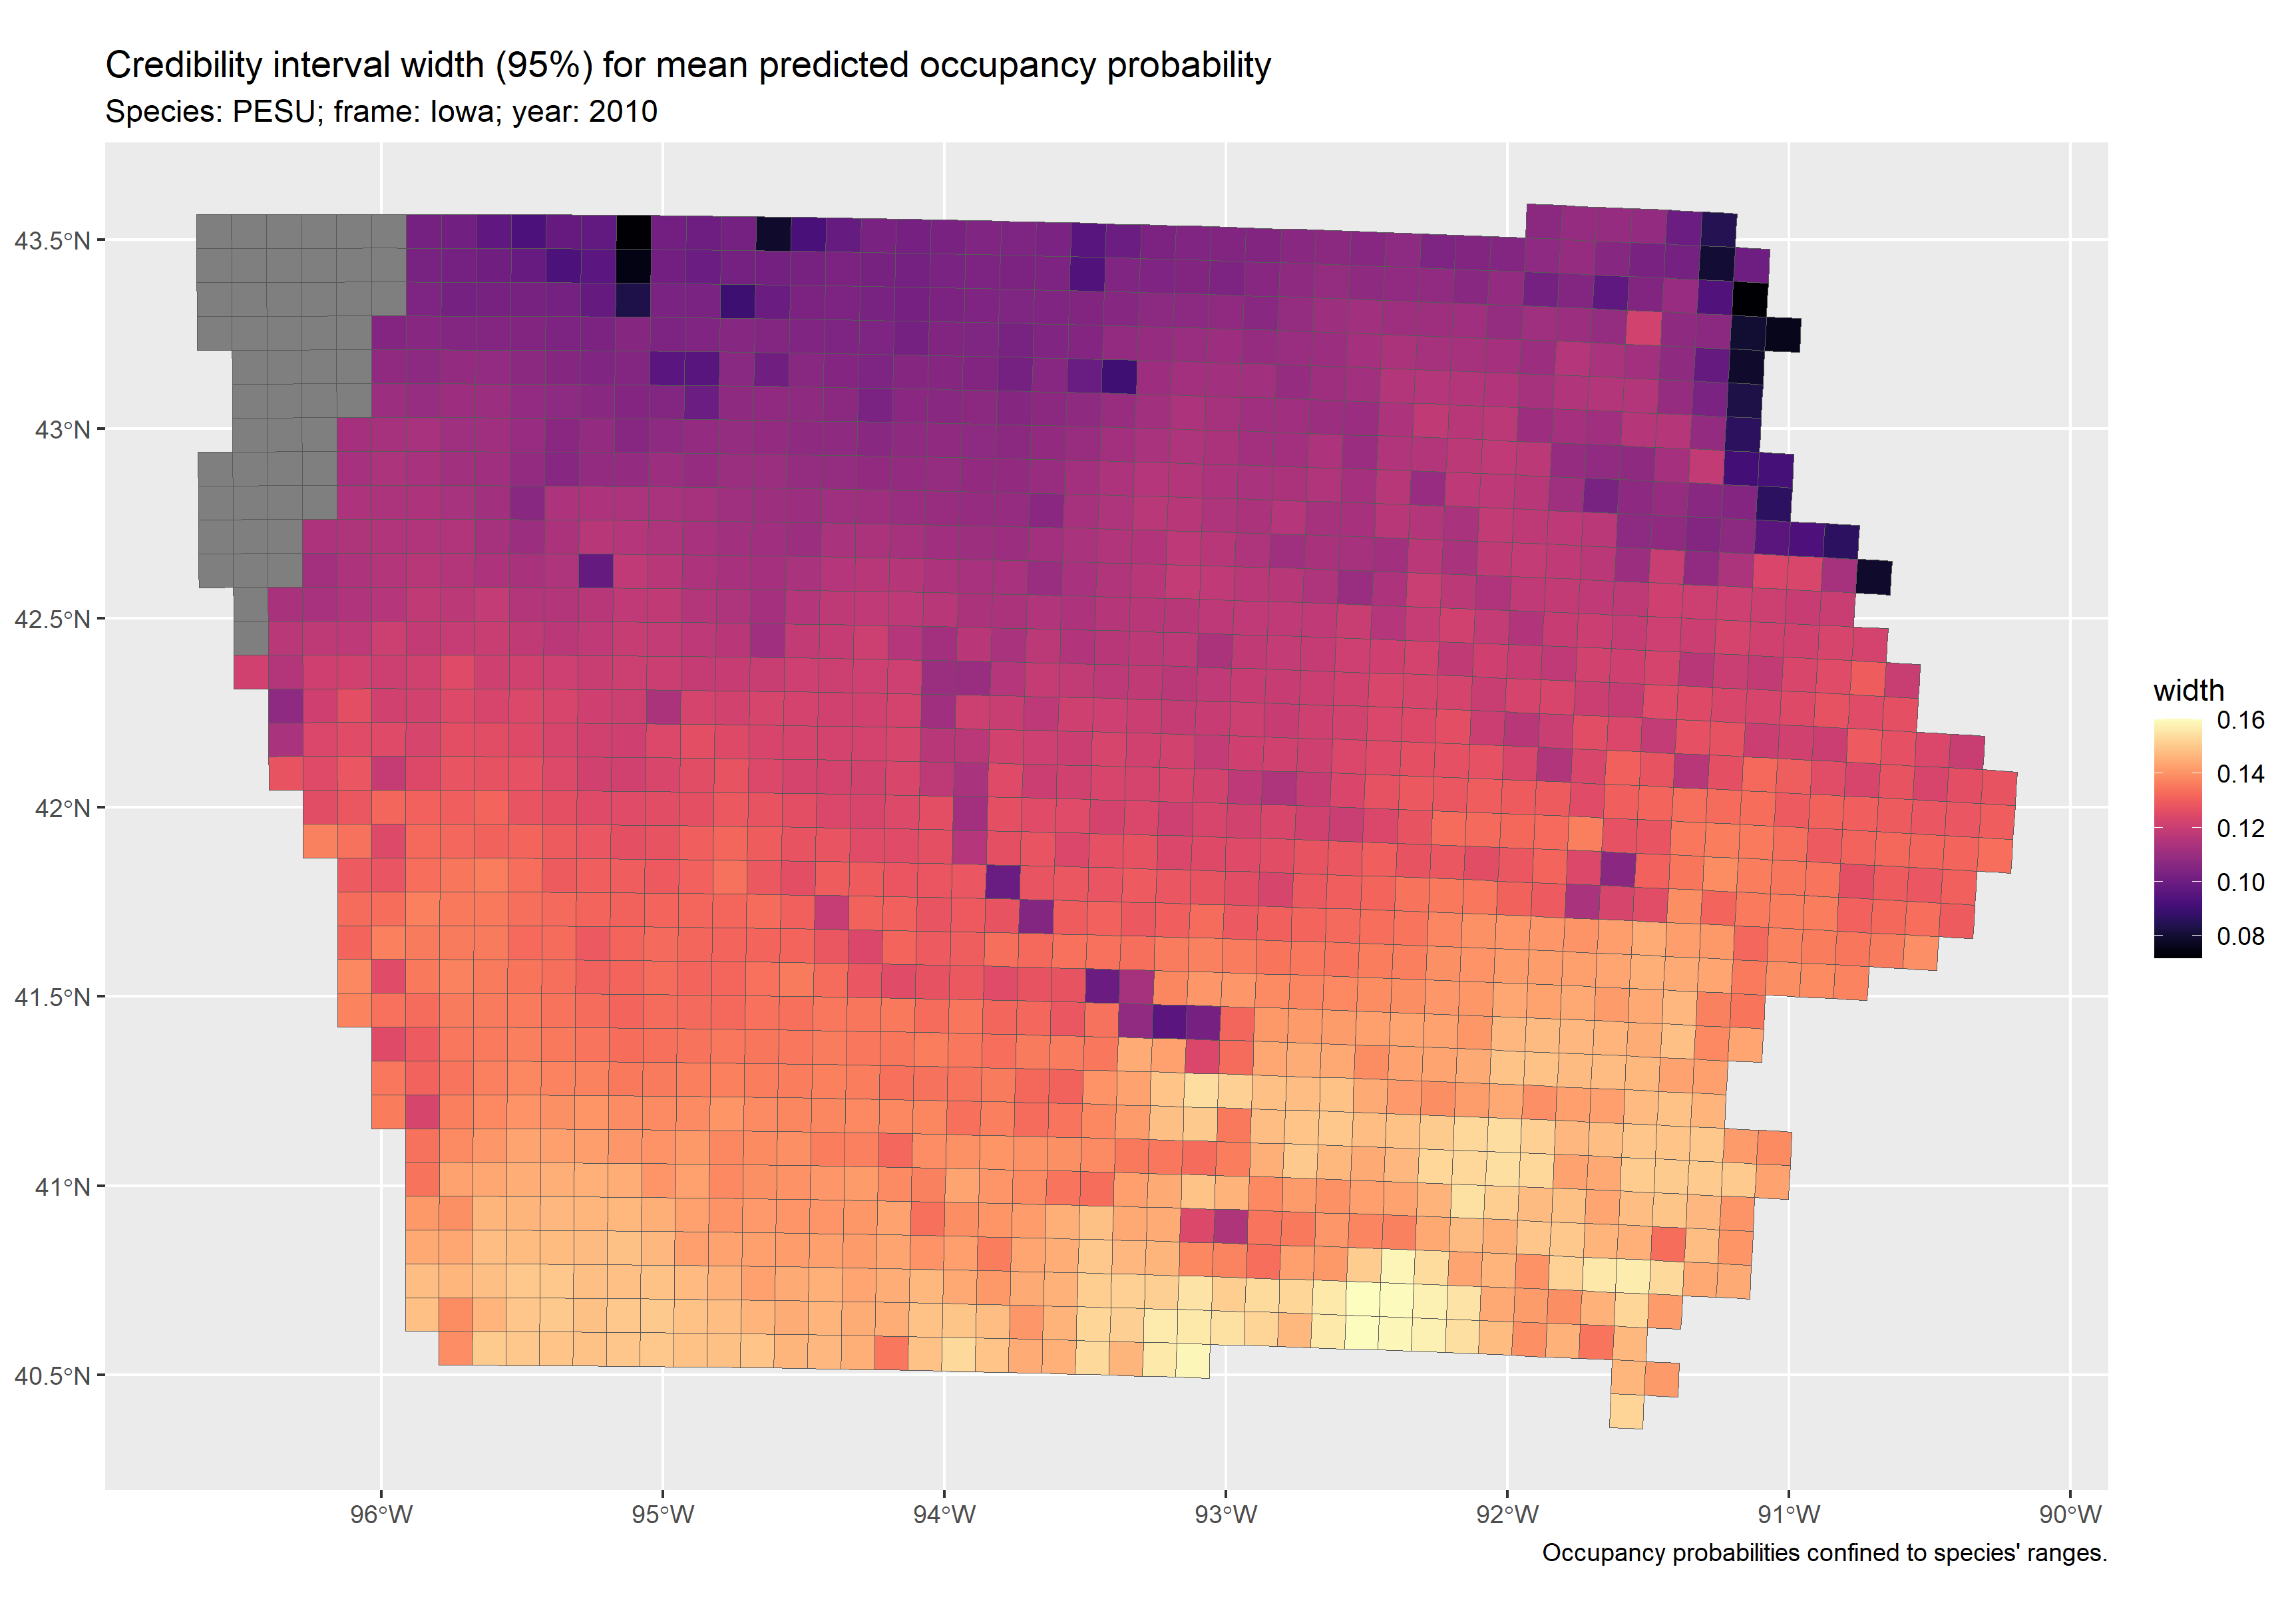 Credibility interval width (95%) for mean predicted occupancy probability
Species: PESU; frame: Iowa; year: 2010
43.5°N
43°N
42.5°N
42°N
41.5°N
41°N
40.5°N
96°W
95°W
94°W
93°W
92°W
91°W
90°W
width
0.16
0.14
0.12
0.10
0.08
Occupancy probabilities confined to species' ranges.